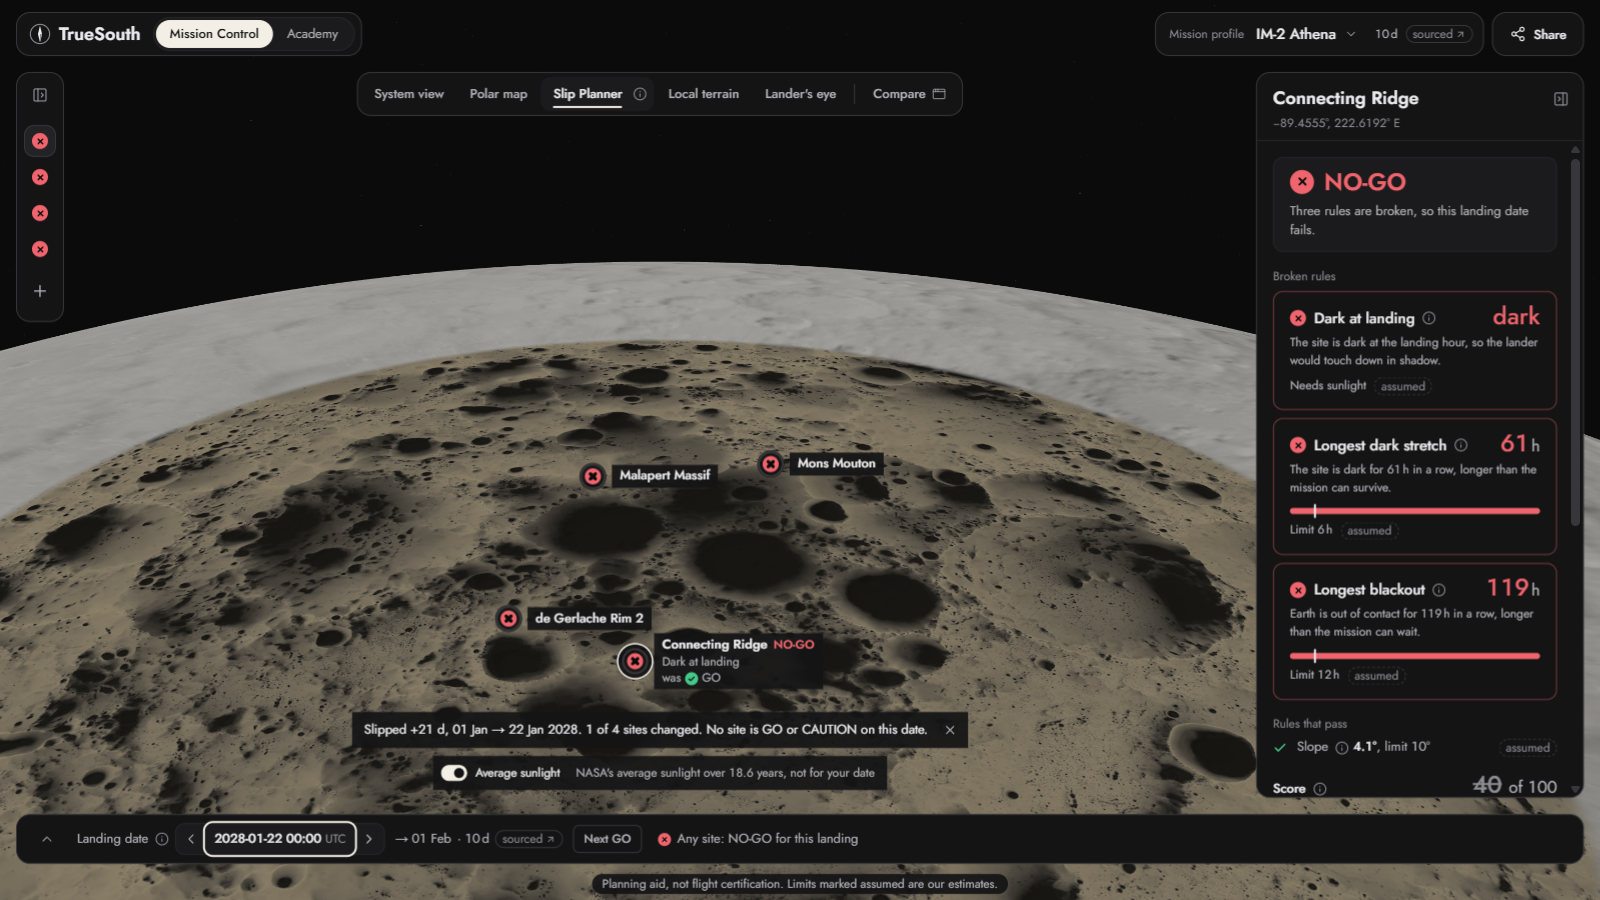 TrueSouth
Mission Control
Academy
Mission profile IM-2 Athena 10 d sourced ↗
Share
System view
Polar map
Slip Planner
Local terrain
Lander's eye
Compare
Connecting Ridge
−89.4555°, 222.6192° E
NO-GO
Three rules are broken, so this landing date
fails.
Broken rules
Dark at landing dark
The site is dark at the landing hour, so the lander
would touch down in shadow.
Needs sunlight assumed
Longest dark stretch 61 h
The site is dark for 61 h in a row, longer than the
mission can survive.
Limit 6 h assumed
Longest blackout 119 h
Earth is out of contact for 119 h in a row, longer
than the mission can wait.
Limit 12 h assumed
Rules that pass
Slope 4.1°, limit 10° assumed
Score 40 of 100
Malapert Massif
Mons Mouton
de Gerlache Rim 2
Connecting Ridge NO-GO
Dark at landing
was GO
Slipped +21 d, 01 Jan → 22 Jan 2028. 1 of 4 sites changed. No site is GO or CAUTION on this date.
Average sunlight NASA's average sunlight over 18.6 years, not for your date
Landing date 2028-01-22 00:00 UTC → 01 Feb · 10 d sourced ↗ Next GO Any site: NO-GO for this landing
Planning aid, not flight certification. Limits marked assumed are our estimates.